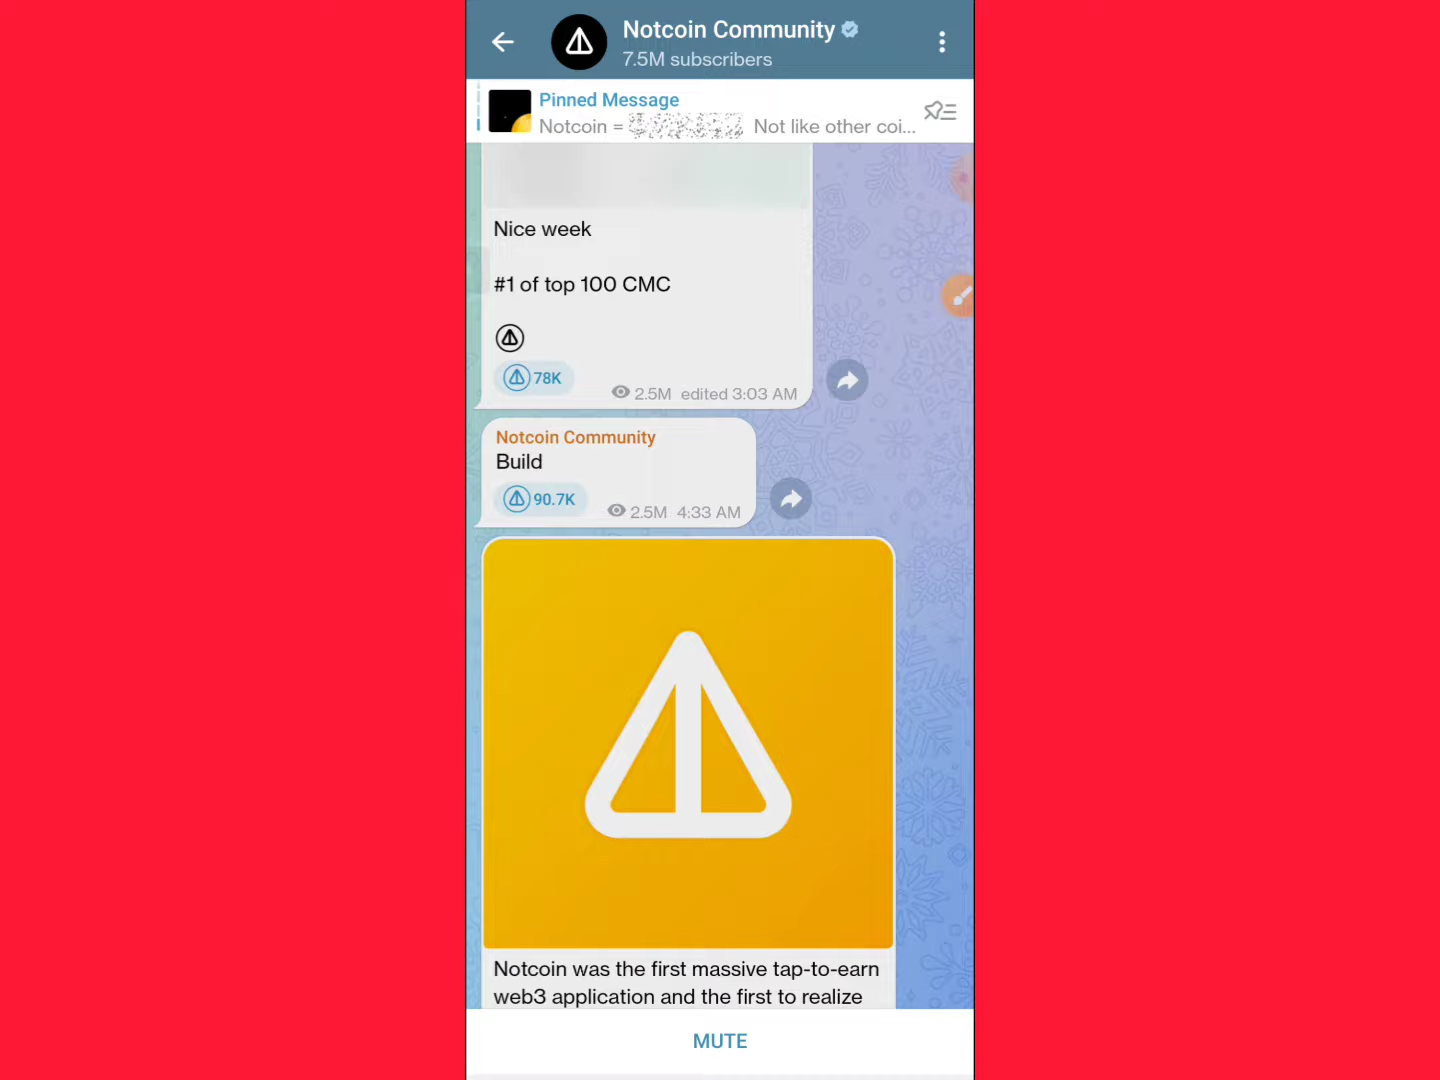 Notcoin Community
7.5M subscribers
Pinned Message
Notcoin = Not like other coi...
Nice week
#1 of top 100 CMC
78K
2.5M edited 3:03 AM
Notcoin Community
Build
90.7K
2.5M 4:33 AM
Notcoin was the first massive tap-to-earn
web3 application and the first to realize
MUTE